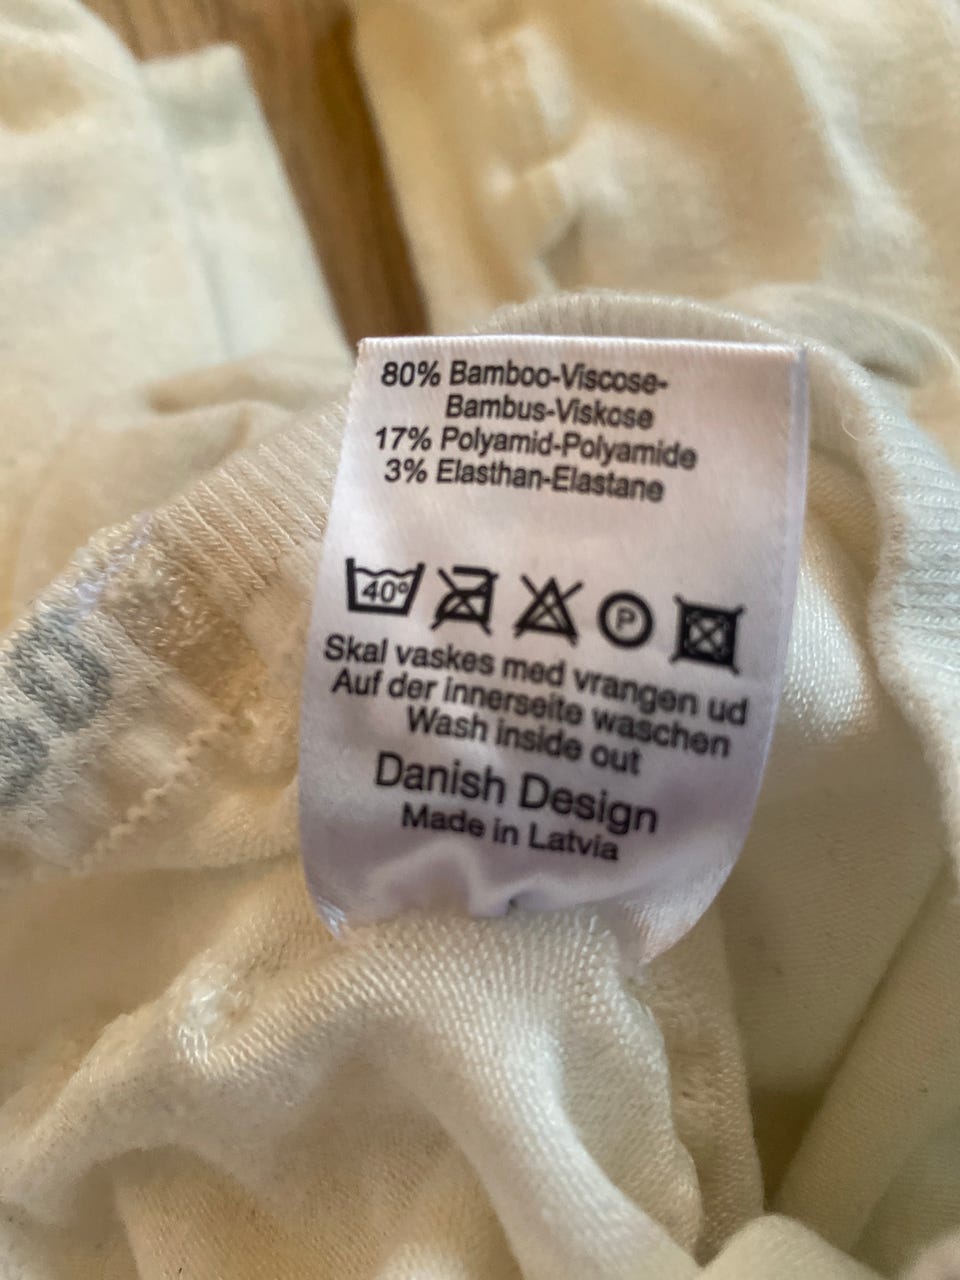 80% Bamboo-Viscose-
Bambus-Viskose
17% Polyamid-Polyamide
3% Elasthan-Elastane
40°
P
Skal vaskes med vrangen ud
Auf der innerseite waschen
Wash inside out
Danish Design
Made in Latvia